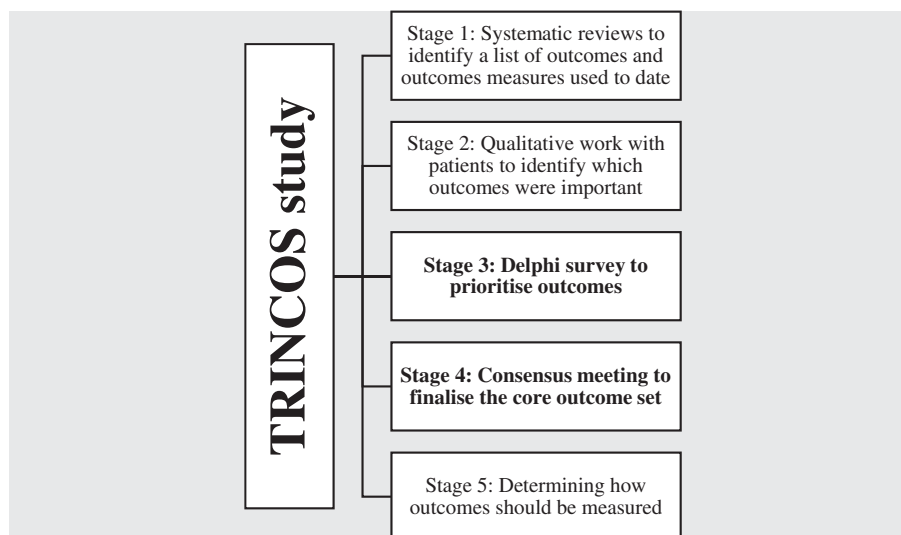 TRINCOS study
Stage 1: Systematic reviews to
identify a list of outcomes and
outcomes measures used to date
Stage 2: Qualitative work with
patients to identify which
outcomes were important
Stage 3: Delphi survey to
prioritise outcomes
Stage 4: Consensus meeting to
finalise the core outcome set
Stage 5: Determining how
outcomes should be measured